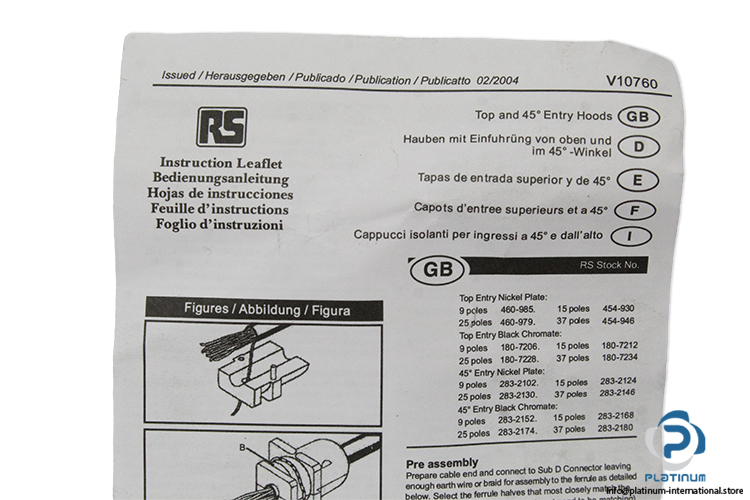 Issued / Herausgegeben / Publicado / Publication / Publicatto 02/2004
V10760
RS
Instruction Leaflet
Bedienungsanleitung
Hojas de instrucciones
Feuille d'instructions
Foglio d'instruzioni
Top and 45° Entry Hoods GB
Hauben mit Einfuhrüng von oben und
im 45° -Winkel D
Tapas de entrada superior y de 45° E
Capots d'entree superieurs et a 45° F
Cappucci isolanti per ingressi a 45° e dall'alto I
GB
RS Stock No.
Top Entry Nickel Plate:
9 poles 460-985. 15 poles 454-930
25 poles 460-979. 37 poles 454-946
Top Entry Black Chromate:
9 poles 180-7206. 15 poles 180-7212
25 poles 180-7228. 37 poles 180-7234
45° Entry Nickel Plate:
9 poles 283-2102. 15 poles 283-2124
25 poles 283-2130. 37 poles 283-2146
45° Entry Black Chromate:
9 poles 283-2152. 15 poles 283-2168
25 poles 283-2174. 37 poles 283-2180
Figures / Abbildung / Figura
B
Pre assembly
Prepare cable end and connect to Sub D Connector leaving
enough earth wire or braid for assembly to the ferrule as detailed
below. Select the ferrule halves that most closely match the
PLATINUM
info@platinum-international.store